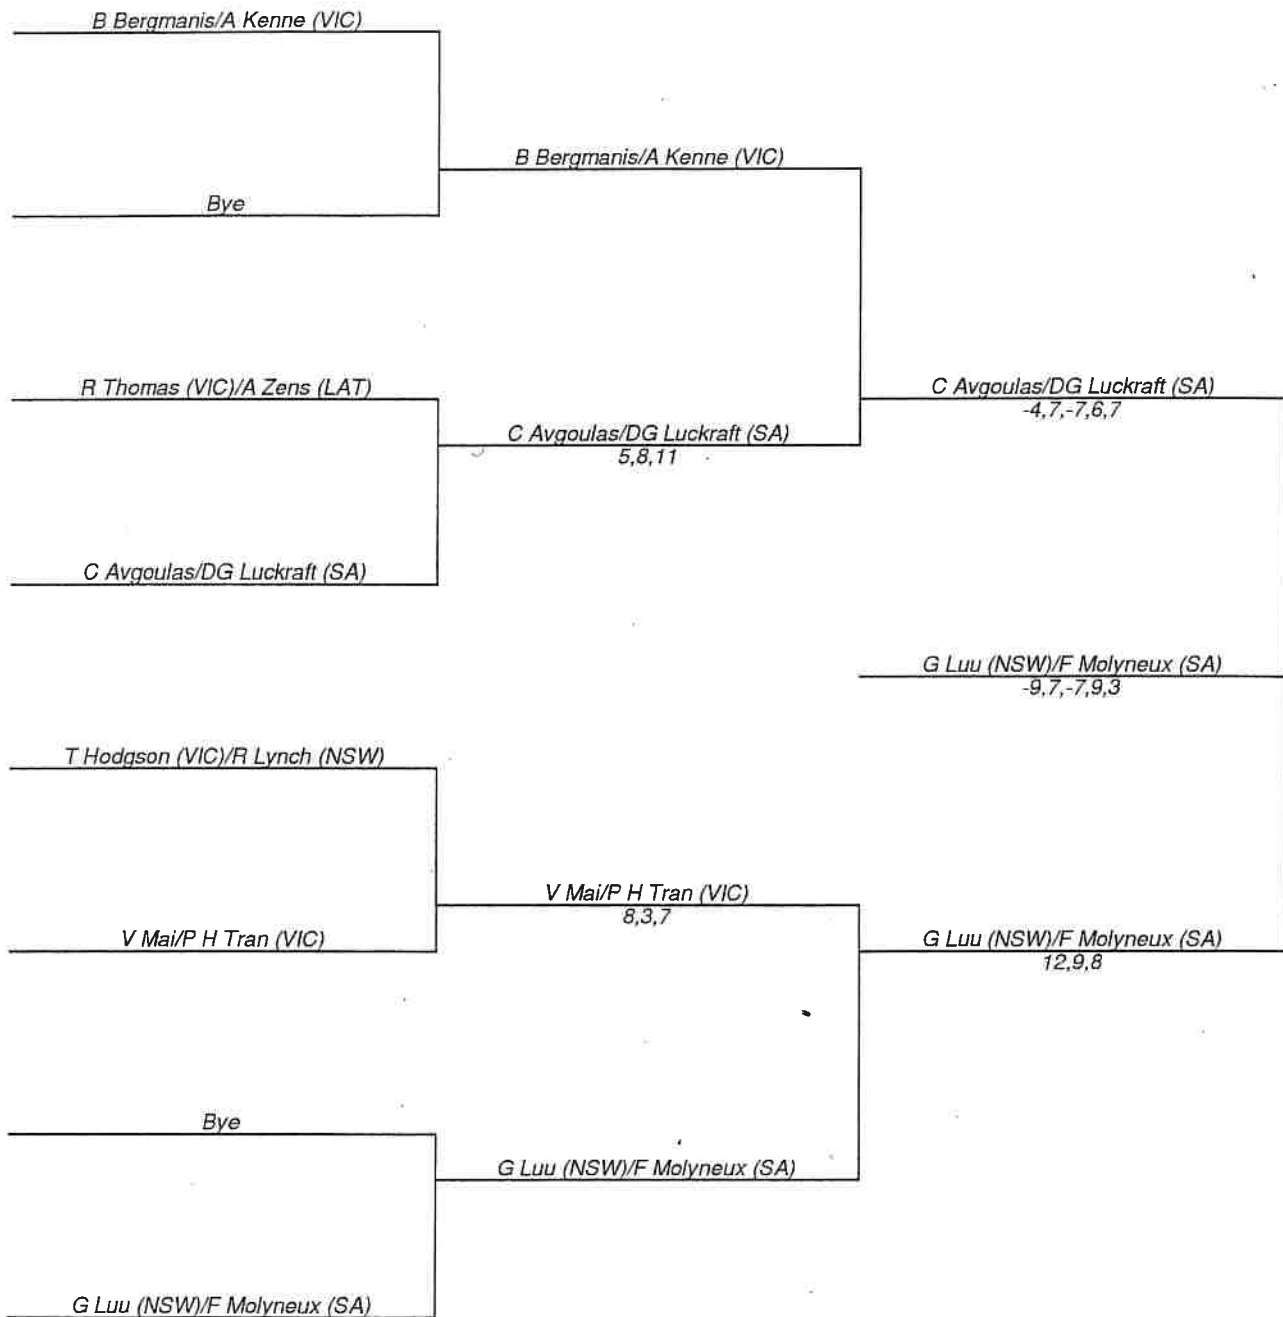 B Bergmanis/A Kenne (VIC)
B Bergmanis/A Kenne (VIC)
Bye
R Thomas (VIC)/A Zens (LAT)
C Avgoulas/DG Luckraft (SA)
-4,7,-7,6,7
C Avgoulas/DG Luckraft (SA)
5,8,11
C Avgoulas/DG Luckraft (SA)
G Luu (NSW)/F Molyneux (SA)
-9,7,-7,9,3
T Hodgson (VIC)/R Lynch (NSW)
V Mai/P H Tran (VIC)
8,3,7
V Mai/P H Tran (VIC)
G Luu (NSW)/F Molyneux (SA)
12,9,8
Bye
G Luu (NSW)/F Molyneux (SA)
G Luu (NSW)/F Molyneux (SA)